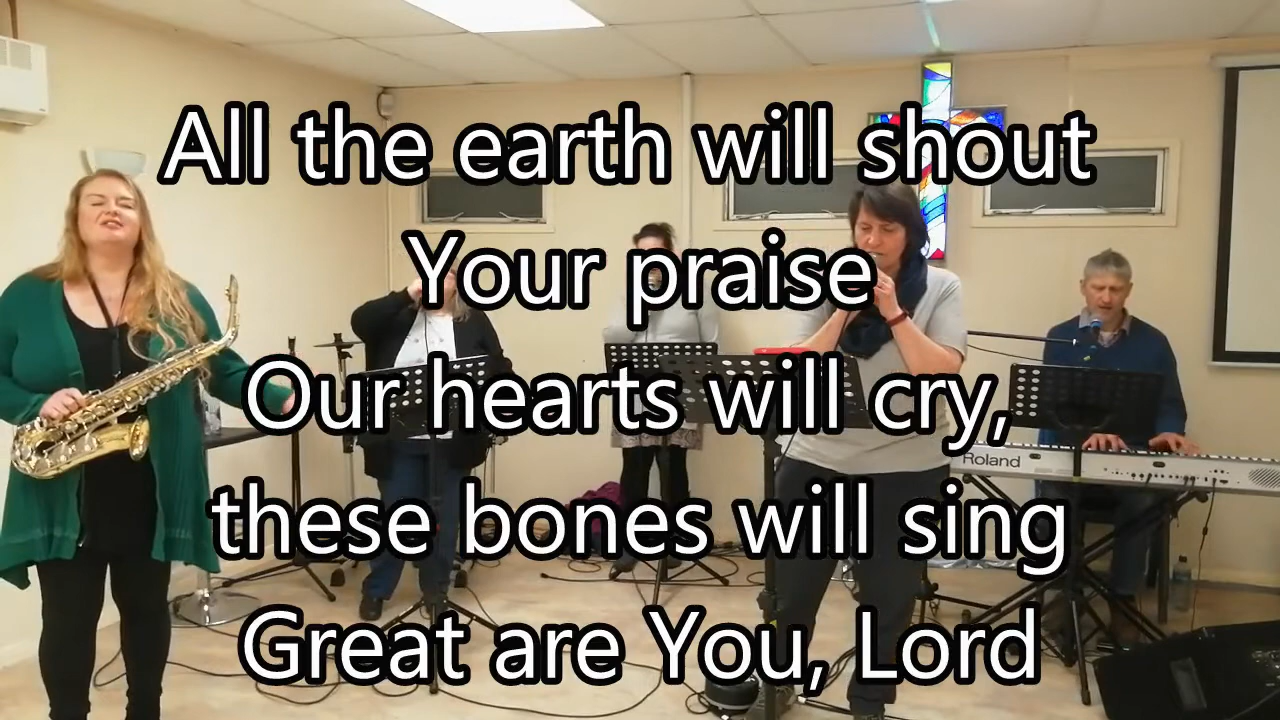 All the earth will shout
Your praise
Our hearts will cry,
these bones will sing
Great are You, Lord
Roland